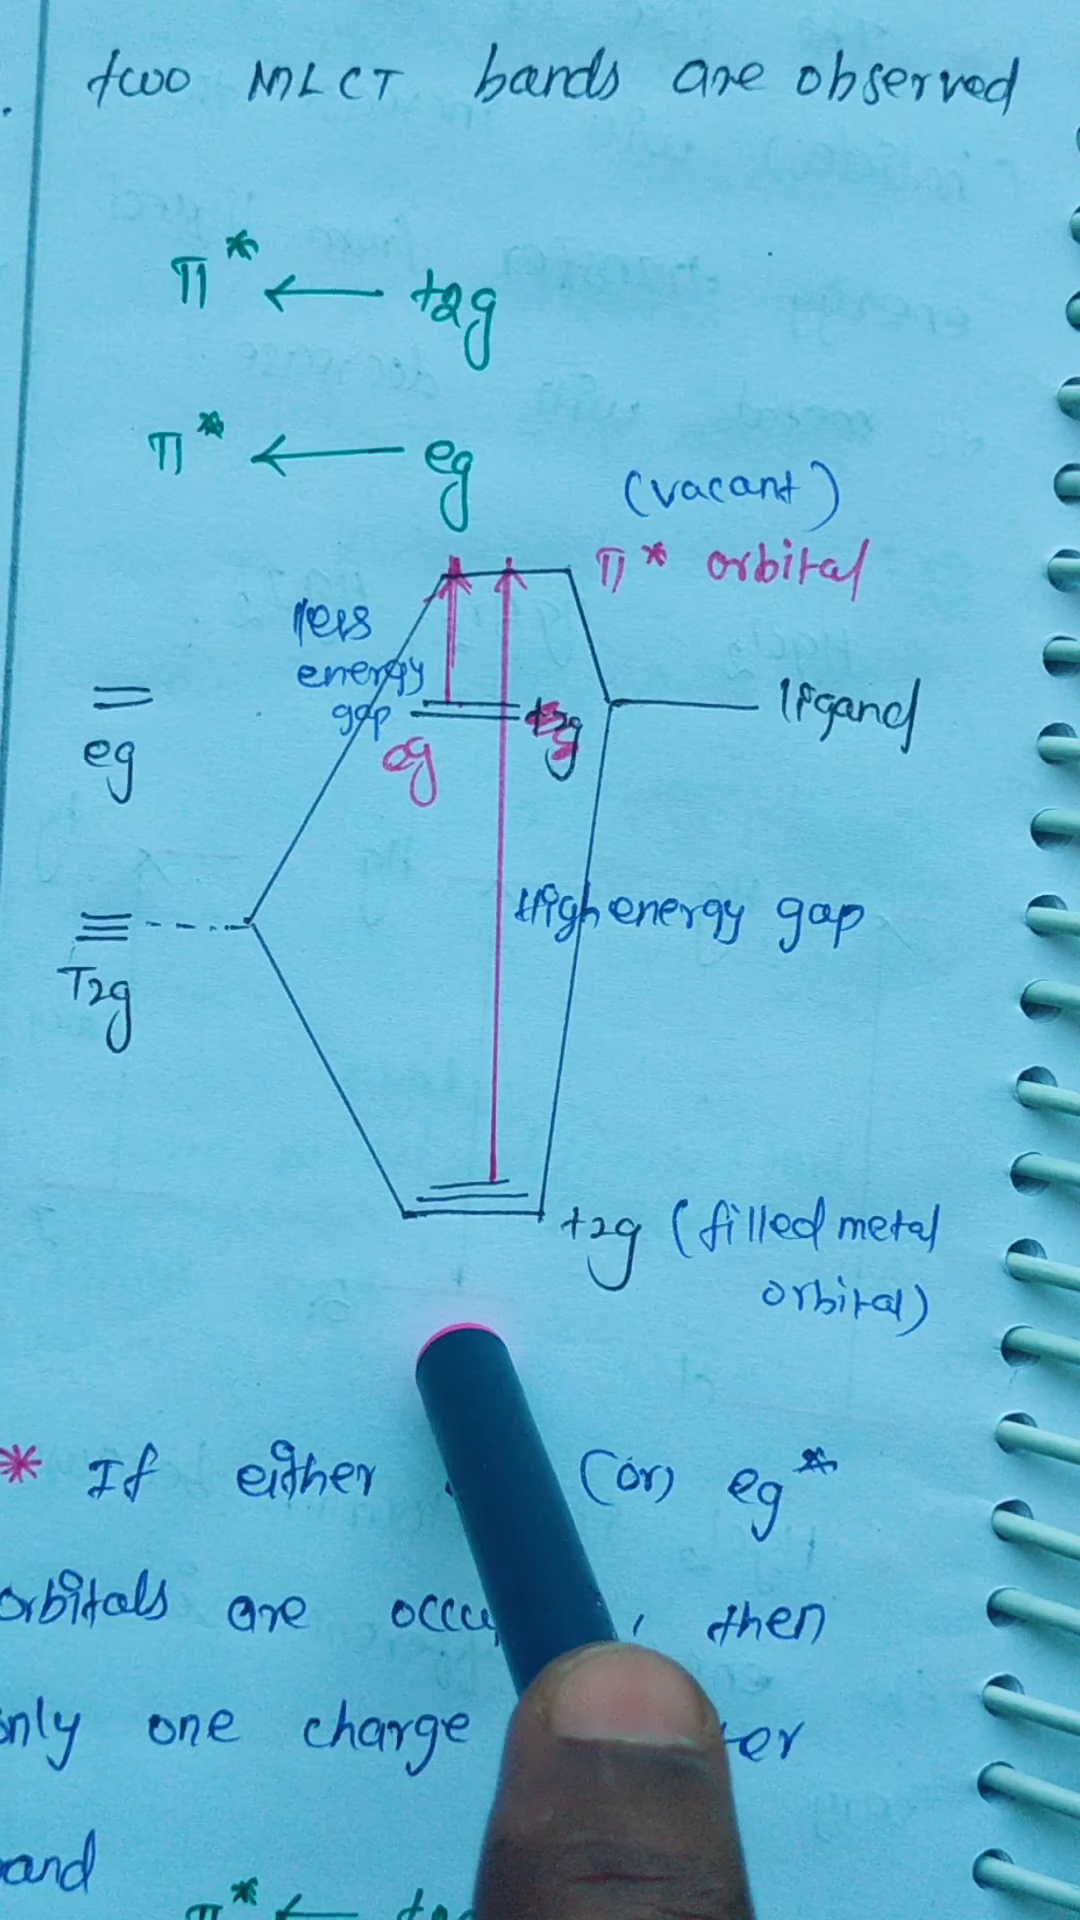 two MLCT bands are observed
π* ← t2g
π* ← eg
(vacant)
π* orbital
less
energy
gap
eg
ligand
eg
High energy gap
T2g
t2g (filled metal
orbital)
* If either (or) eg*
orbitals are then
only one charge
and
π* ← t2g